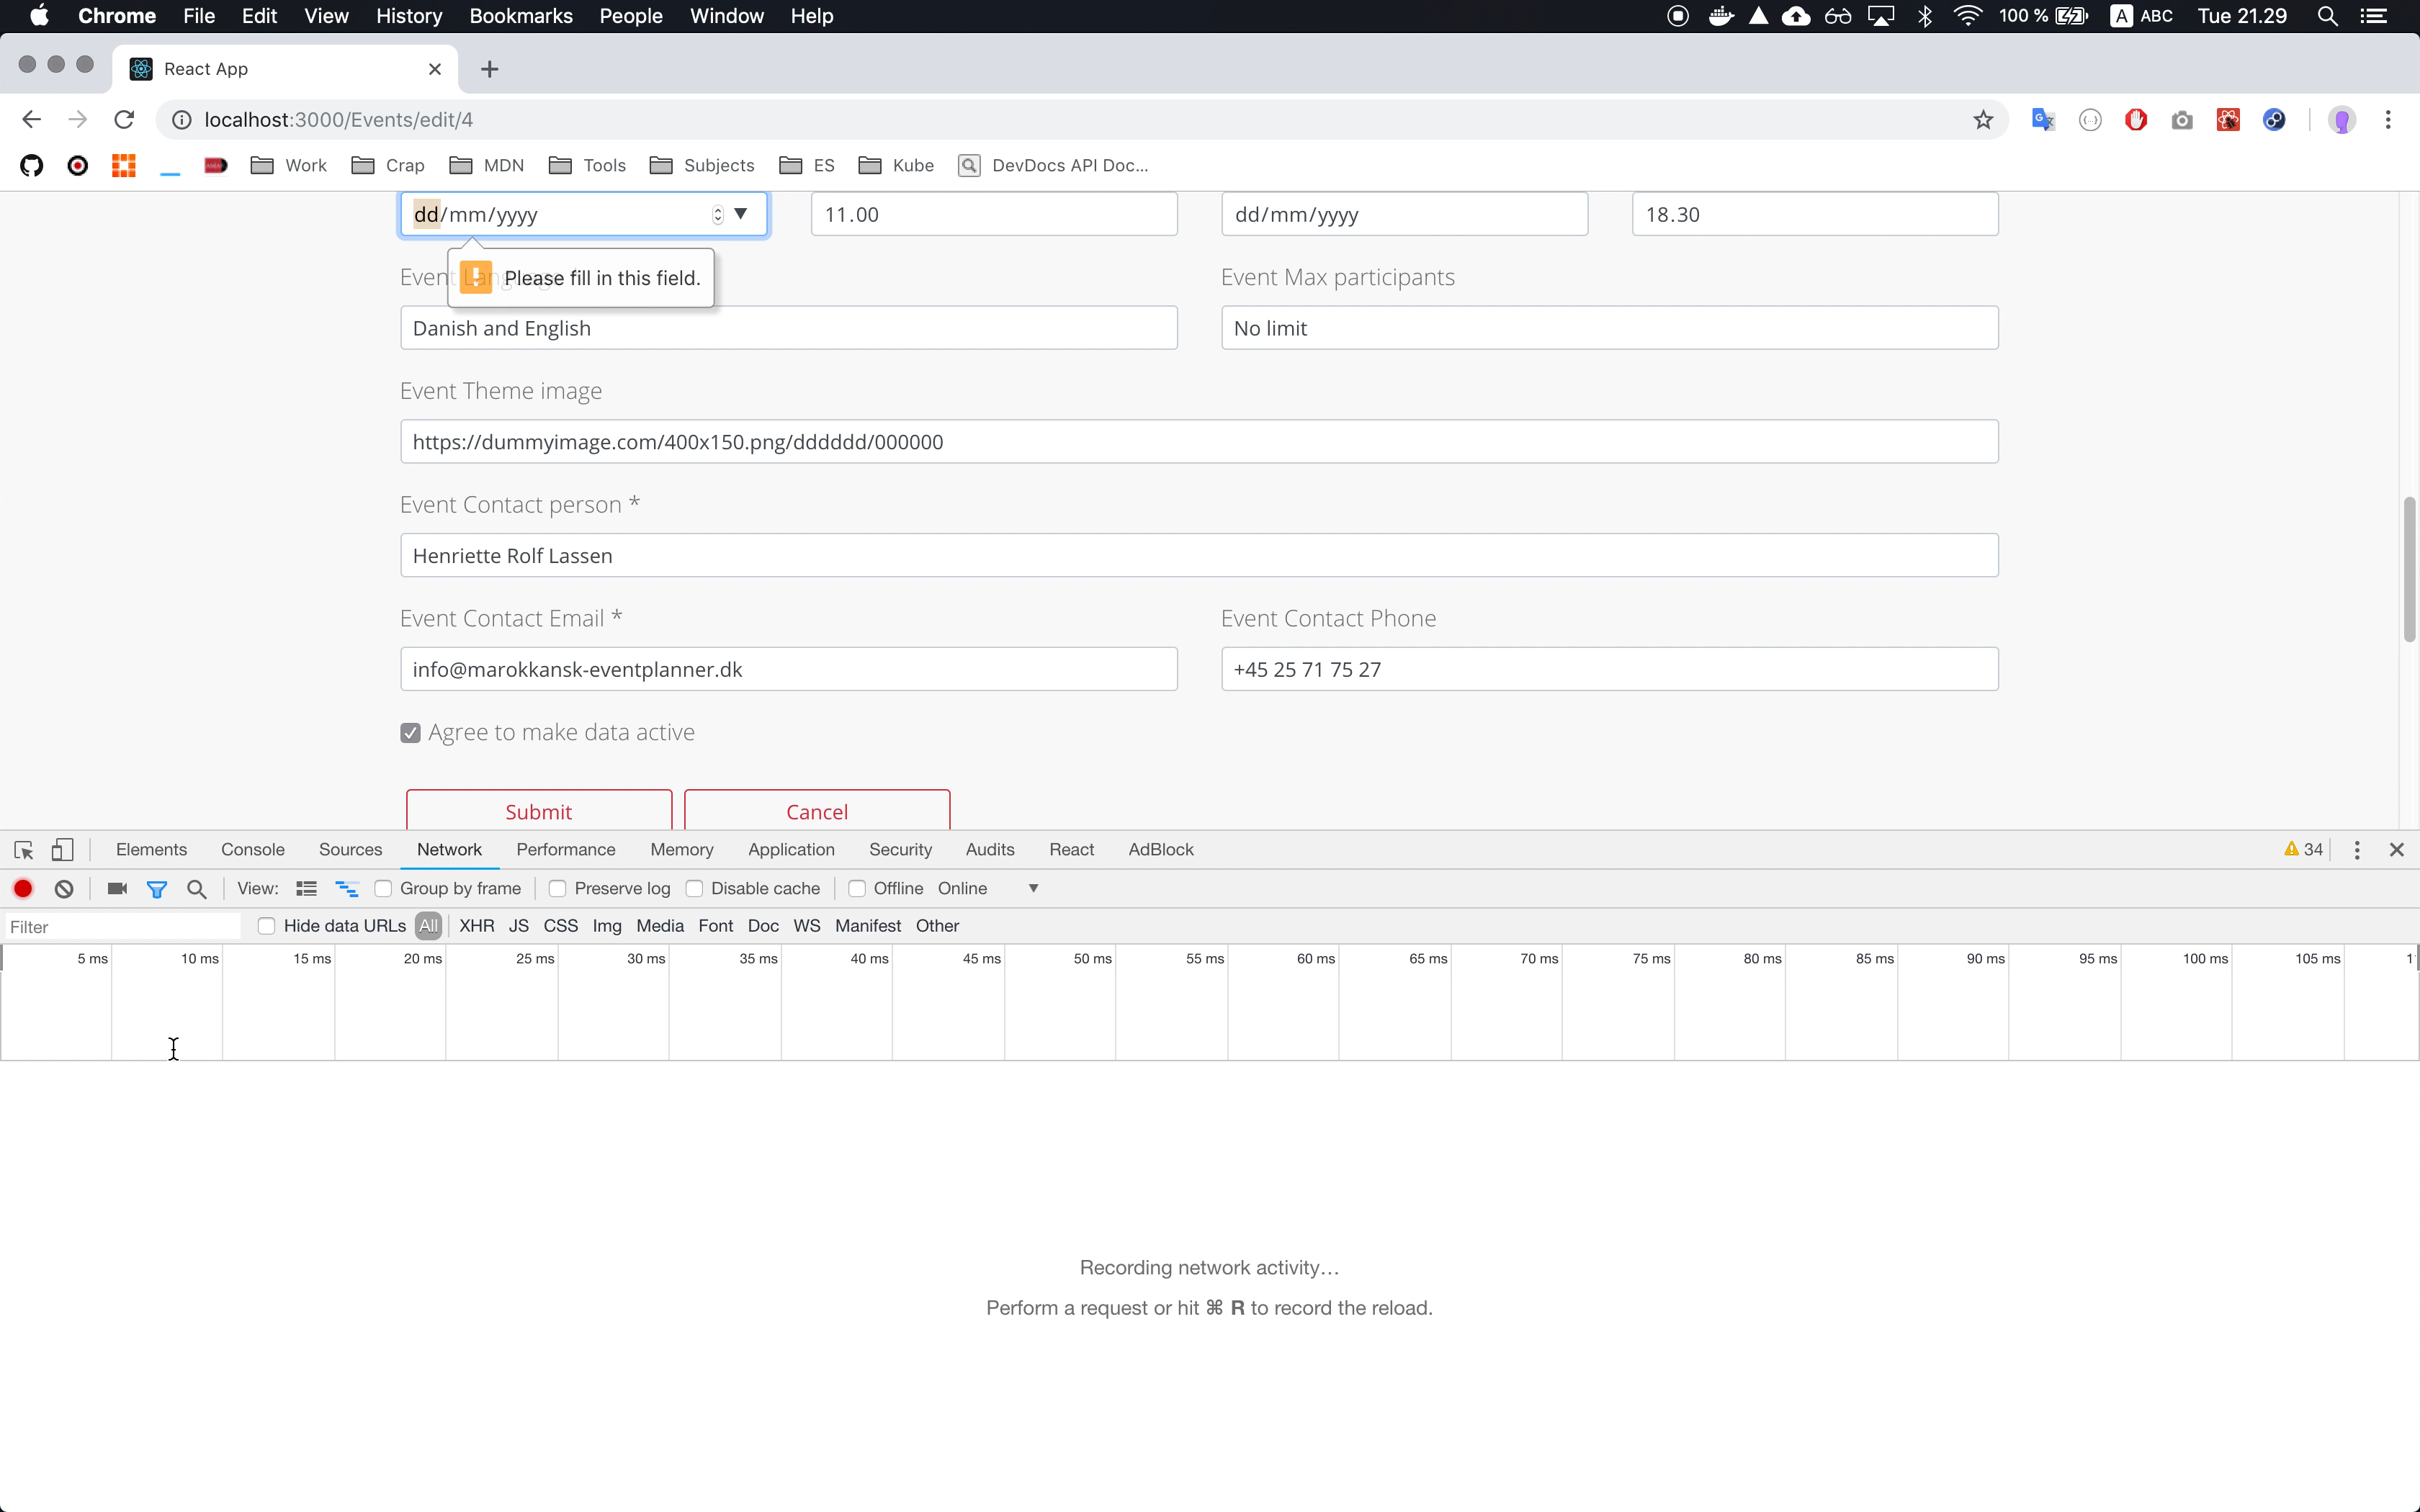 Chrome File Edit View History Bookmarks People Window Help 100 % A ABC Tue 21.29
React App
localhost:3000/Events/edit/4
Work Crap MDN Tools Subjects ES Kube DevDocs API Doc...
dd/mm/yyyy 11.00 dd/mm/yyyy 18.30
Please fill in this field.
Event Language Event Max participants
Danish and English No limit
Event Theme image
https://dummyimage.com/400x150.png/dddddd/000000
Event Contact person *
Henriette Rolf Lassen
Event Contact Email * Event Contact Phone
info@marokkansk-eventplanner.dk +45 25 71 75 27
Agree to make data active
Submit Cancel
Elements Console Sources Network Performance Memory Application Security Audits React AdBlock 34
View: Group by frame Preserve log Disable cache Offline Online
Filter Hide data URLs All XHR JS CSS Img Media Font Doc WS Manifest Other
5 ms 10 ms 15 ms 20 ms 25 ms 30 ms 35 ms 40 ms 45 ms 50 ms 55 ms 60 ms 65 ms 70 ms 75 ms 80 ms 85 ms 90 ms 95 ms 100 ms 105 ms
Recording network activity…
Perform a request or hit ⌘ R to record the reload.